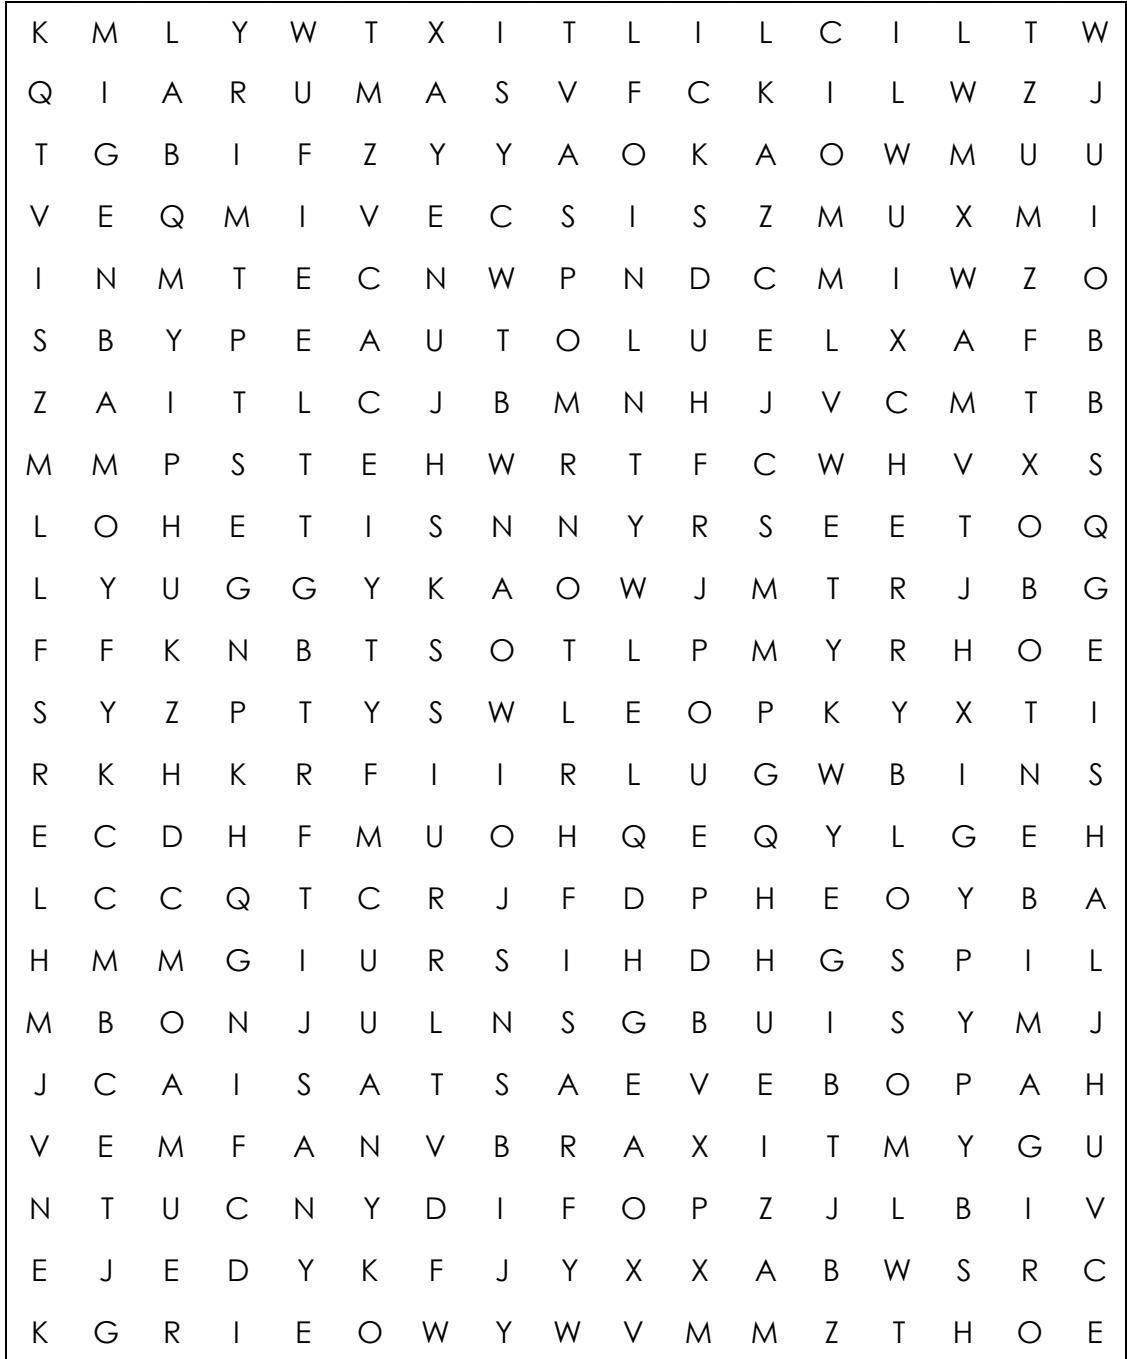 K M L Y W T X I T L I L C I L T W
Q I A R U M A S V F C K I L W Z J
T G B I F Z Y Y A O K A O W M U U
V E Q M I V E C S I S Z M U X M I
I N M T E C N W P N D C M I W Z O
S B Y P E A U T O L U E L X A F B
Z A I T L C J B M N H J V C M T B
M M P S T E H W R T F C W H V X S
L O H E T I S N N Y R S E E T O Q
L Y U G G Y K A O W J M T R J B G
F F K N B T S O T L P M Y R H O E
S Y Z P T Y S W L E O P K Y X T I
R K H K R F I I R L U G W B I N S
E C D H F M U O H Q E Q Y L G E H
L C C Q T C R J F D P H E O Y B A
H M M G I U R S I H D H G S P I L
M B O N J U L N S G B U I S Y M J
J C A I S A T S A E V E B O P A H
V E M F A N V B R A X I T M Y G U
N T U C N Y D I F O P Z J L B I V
E J E D Y K F J Y X X A B W S R C
K G R I E O W Y W V M M Z T H O E